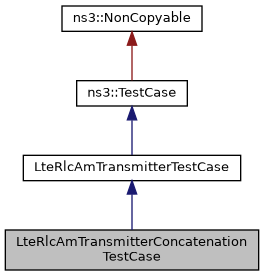 ns3::NonCopyable
ns3::TestCase
LteRlcAmTransmitterTestCase
LteRlcAmTransmitterConcatenation
TestCase